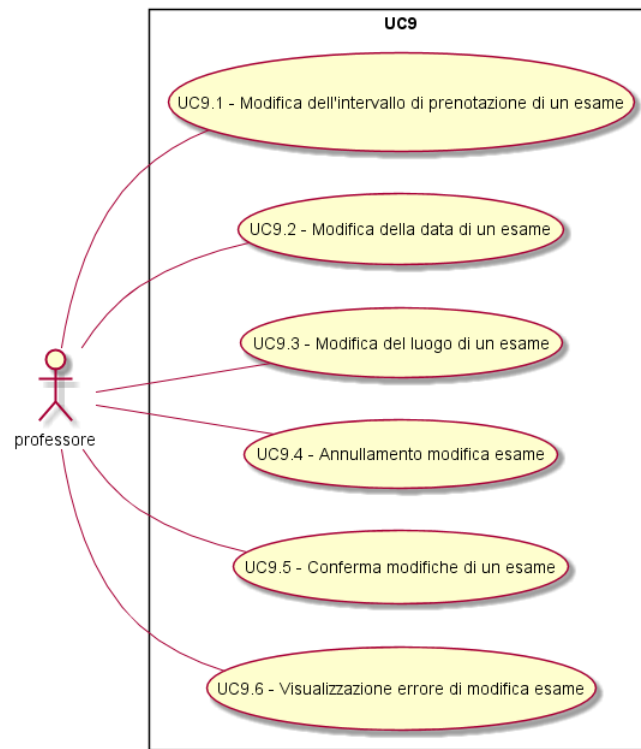 UC9
UC9.1 - Modifica dell'intervallo di prenotazione di un esame
UC9.2 - Modifica della data di un esame
UC9.3 - Modifica del luogo di un esame
professore
UC9.4 - Annullamento modifica esame
UC9.5 - Conferma modifiche di un esame
UC9.6 - Visualizzazione errore di modifica esame